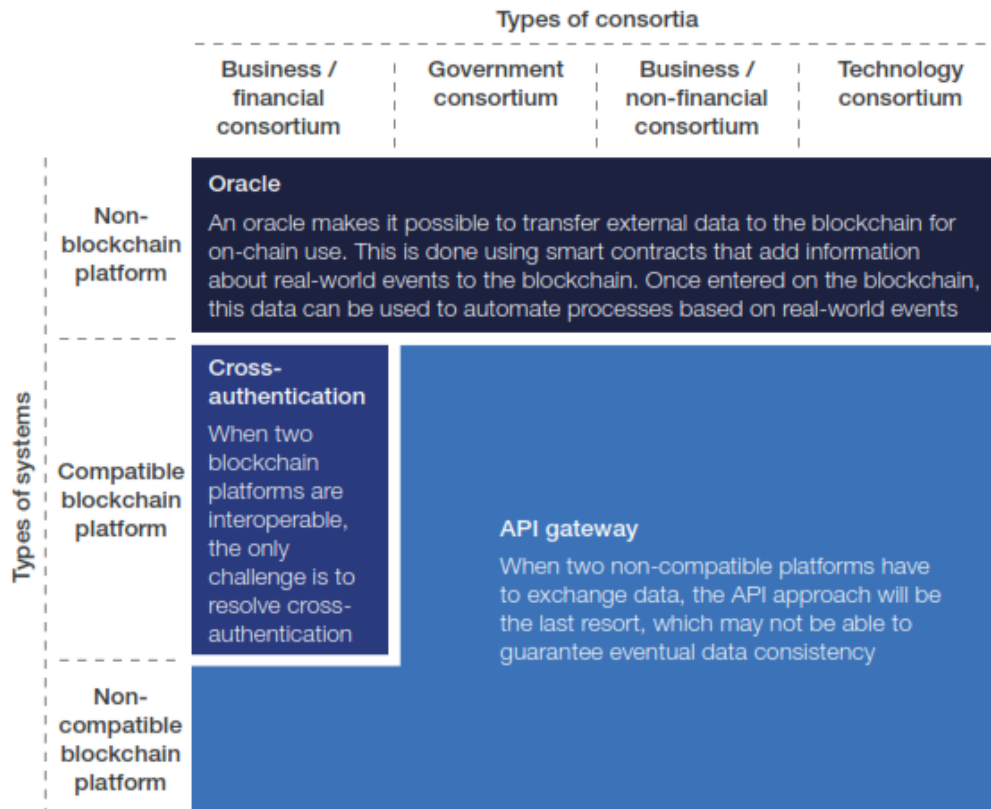 Types of consortia
Business /
financial
consortium
Government
consortium
Business /
non-financial
consortium
Technology
consortium
Types of systems
Non-
blockchain
platform
Oracle
An oracle makes it possible to transfer external data to the blockchain for
on-chain use. This is done using smart contracts that add information
about real-world events to the blockchain. Once entered on the blockchain,
this data can be used to automate processes based on real-world events
Compatible
blockchain
platform
Cross-
authentication
When two
blockchain
platforms are
interoperable,
the only
challenge is to
resolve cross-
authentication
API gateway
When two non-compatible platforms have
to exchange data, the API approach will be
the last resort, which may not be able to
guarantee eventual data consistency
Non-
compatible
blockchain
platform